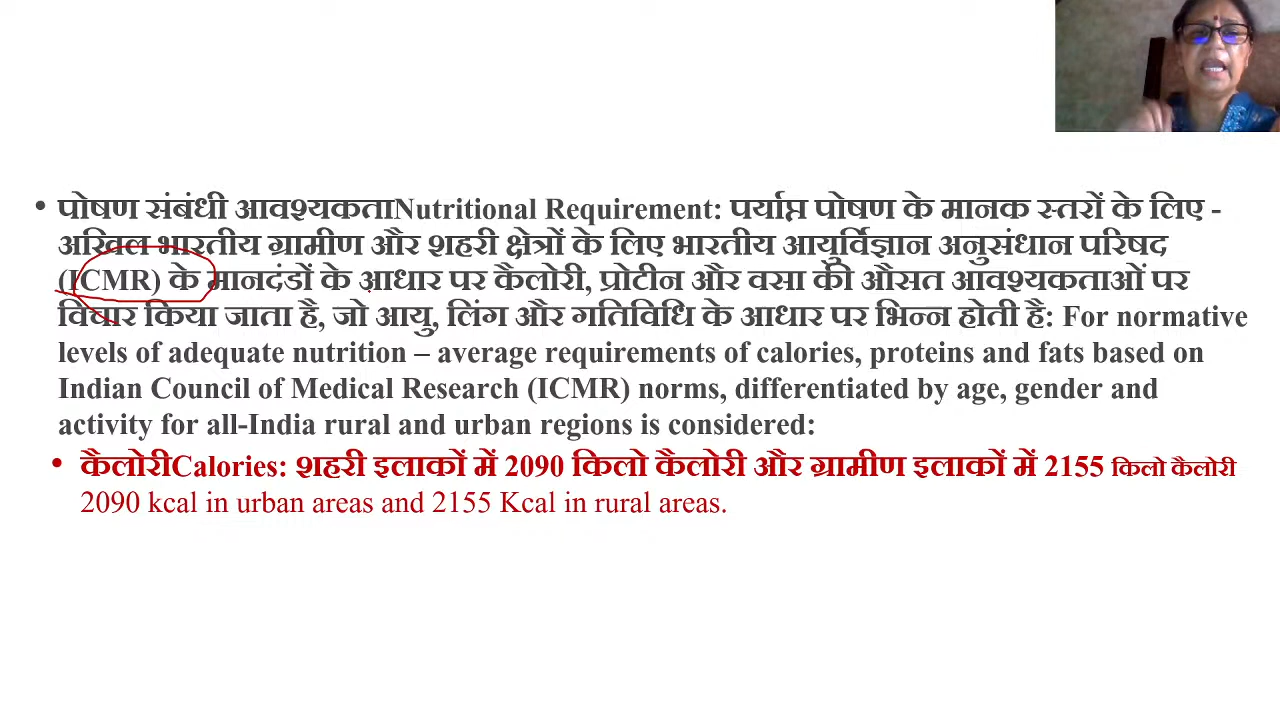 • पोषण संबंधी आवश्यकताNutritional Requirement: पर्याप्त पोषण के मानक स्तरों के लिए -
अखिल-भारतीय ग्रामीण और शहरी क्षेत्रों के लिए भारतीय आयुर्विज्ञान अनुसंधान परिषद
(ICMR) के मानदंडों के आधार पर कैलोरी, प्रोटीन और वसा की औसत आवश्यकताओं पर
विचार किया जाता है, जो आयु, लिंग और गतिविधि के आधार पर भिन्न होती है: For normative
levels of adequate nutrition – average requirements of calories, proteins and fats based on
Indian Council of Medical Research (ICMR) norms, differentiated by age, gender and
activity for all-India rural and urban regions is considered:
• कैलोरीCalories: शहरी इलाकों में 2090 किलो कैलोरी और ग्रामीण इलाकों में 2155 किलो कैलोरी
2090 kcal in urban areas and 2155 Kcal in rural areas.